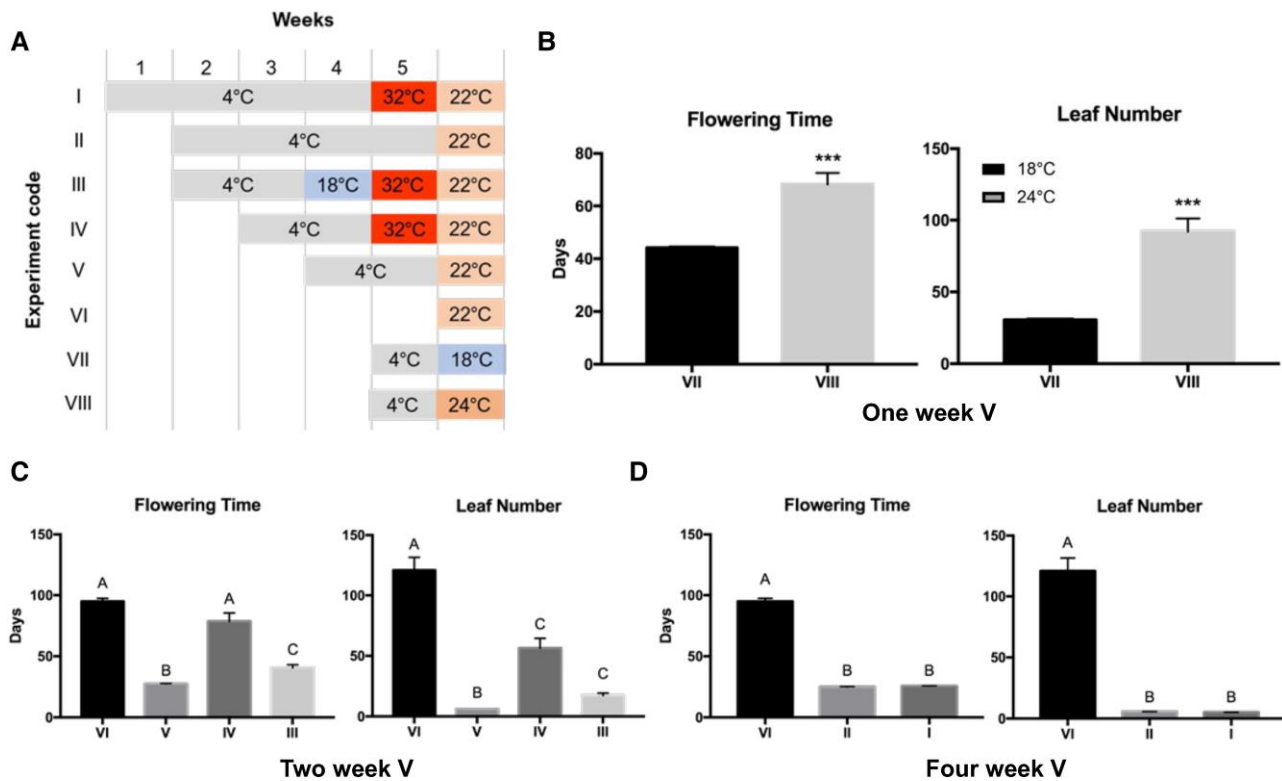 Weeks
A
1 2 3 4 5
I 4°C 32°C 22°C
II 4°C 22°C
III 4°C 18°C 32°C 22°C
IV 4°C 32°C 22°C
V 4°C 22°C
VI 22°C
VII 4°C 18°C
VIII 4°C 24°C
Experiment code
B
Flowering Time
80
60
40
20
0
Days
***
VII VIII
Leaf Number
150
100
50
0
18°C
24°C
***
VII VIII
One week V
C
Flowering Time
150
100
50
0
Days
A B A C
VI V IV III
Leaf Number
150
100
50
0
A B C C
VI V IV III
Two week V
D
Flowering Time
150
100
50
0
Days
A B B
VI II I
Leaf Number
150
100
50
0
A B B
VI II I
Four week V